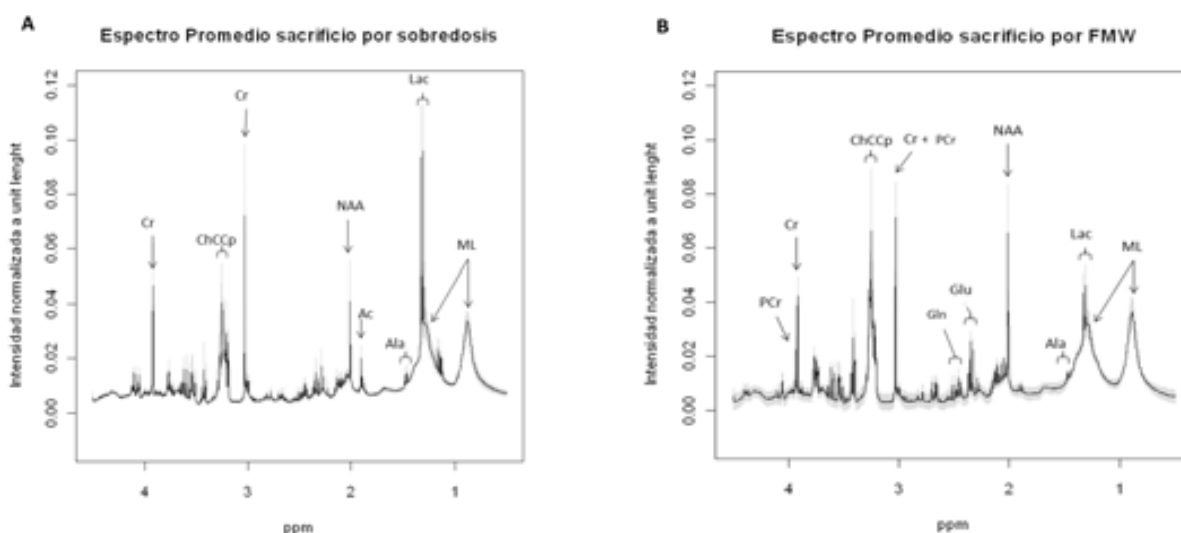 A
Espectro Promedio sacrificio por sobredosis
Intensidad normalizada a unit lenght
0.12
0.10
0.08
0.06
0.04
0.02
0.00
Cr
ChCCp
Cr
NAA
Ac
Ala
Lac
ML
4
3
2
1
ppm
B
Espectro Promedio sacrificio por FMW
Intensidad normalizada a unit lenght
0.12
0.10
0.08
0.06
0.04
0.02
0.00
PCr
Cr
ChCCp
Cr + PCr
Gln
Glu
NAA
Ala
Lac
ML
4
3
2
1
ppm